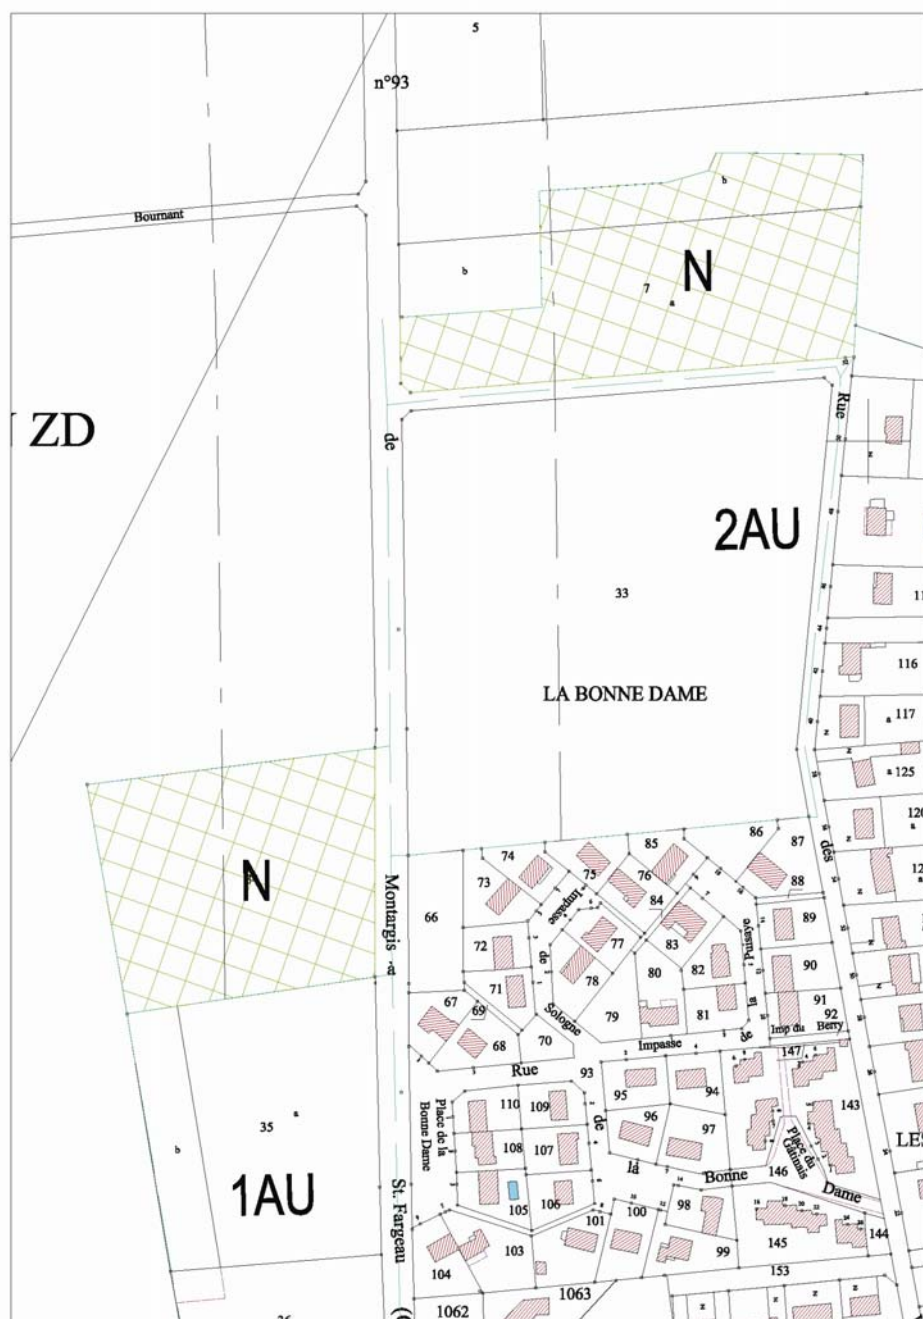 5
n°93
Bournant
b
b
N
7
a
ZD
de
Rue
2AU
33
116
LA BONNE DAME
117
a
125
a
N
86
87
85
74
75
76
73
88
84
des
Impasse
66
89
77
83
Puisaye
Montargis
72
de
90
78
80
82
71
91
67
69
79
81
92
la
Sologne
de
68
70
Imp du Berry
Impasse
147
Rue
93
95
94
110
109
de
96
143
35
a
Place de la
Bonne Dame
97
108
107
Place du
Gâtinais
b
la
146
Bonne
Dame
1AU
St. Fargeau
105
106
98
101
100
144
103
99
145
104
153
1063
1062